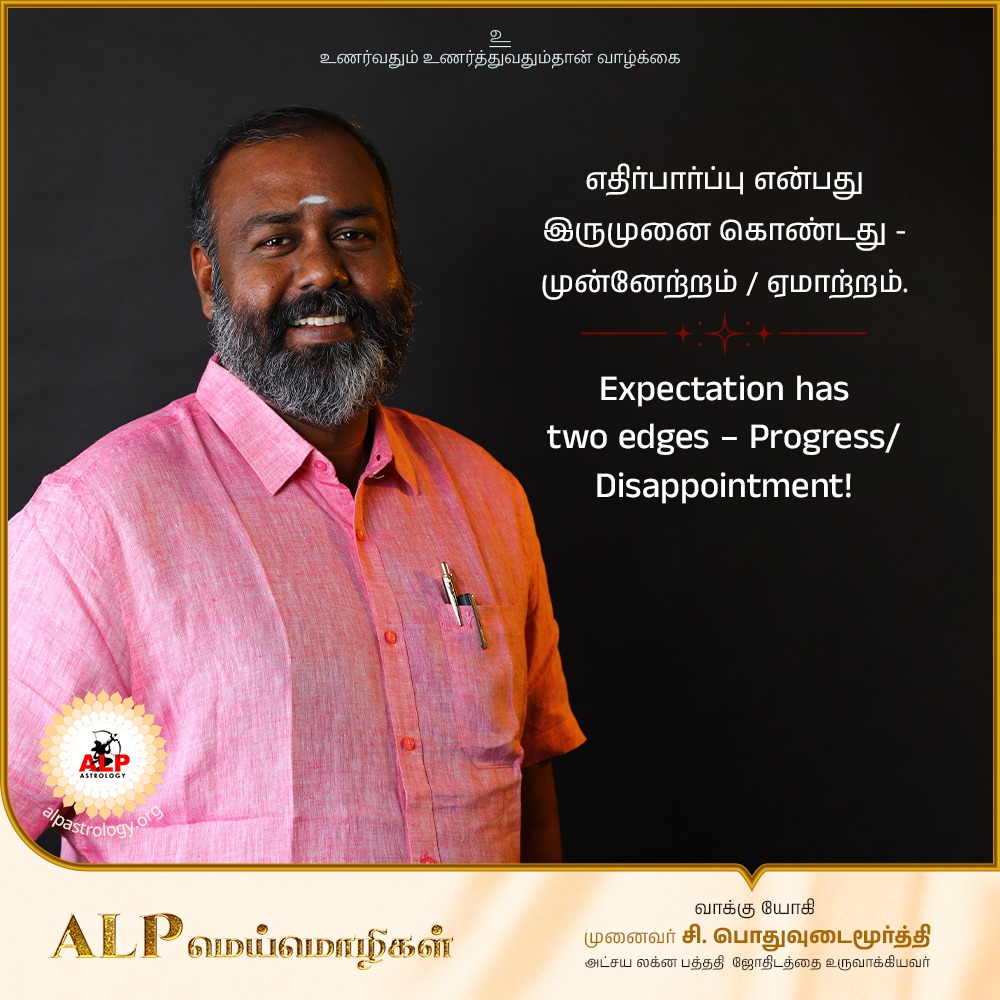 உ
உணர்வதும் உணர்த்துவதும்தான் வாழ்க்கை
எதிர்பார்ப்பு என்பது
இருமுனை கொண்டது -
முன்னேற்றம் / ஏமாற்றம்.
Expectation has
two edges – Progress/
Disappointment!
ALP
ASTROLOGY
alpastrology.org
ALP மெய்மொழிகள்
வாக்கு யோகி
முனைவர் சி. பொதுவுடைமூர்த்தி
அட்சய லக்ன பத்ததி ஜோதிடத்தை உருவாக்கியவர்